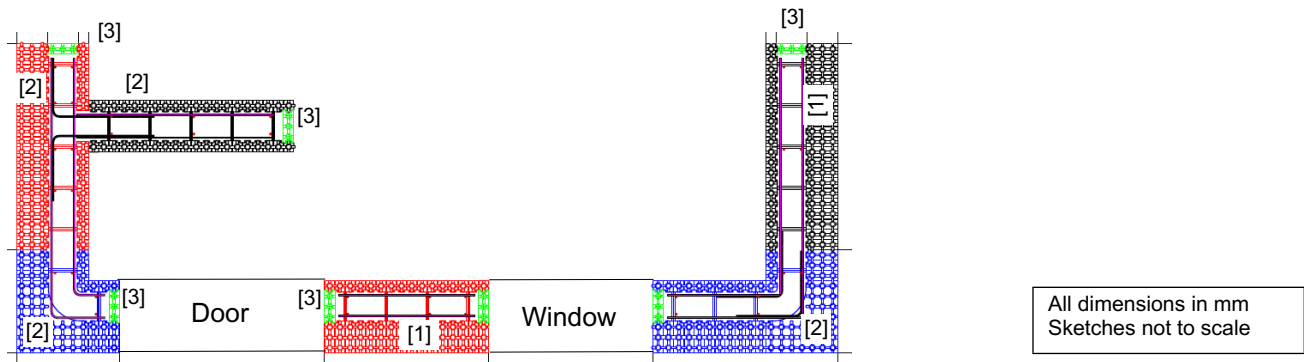 [3]
[3]
[2]
[2]
[1]
[3]
[3]
[3]
Door
Window
[1]
[2]
[2]
All dimensions in mm
Sketches not to scale